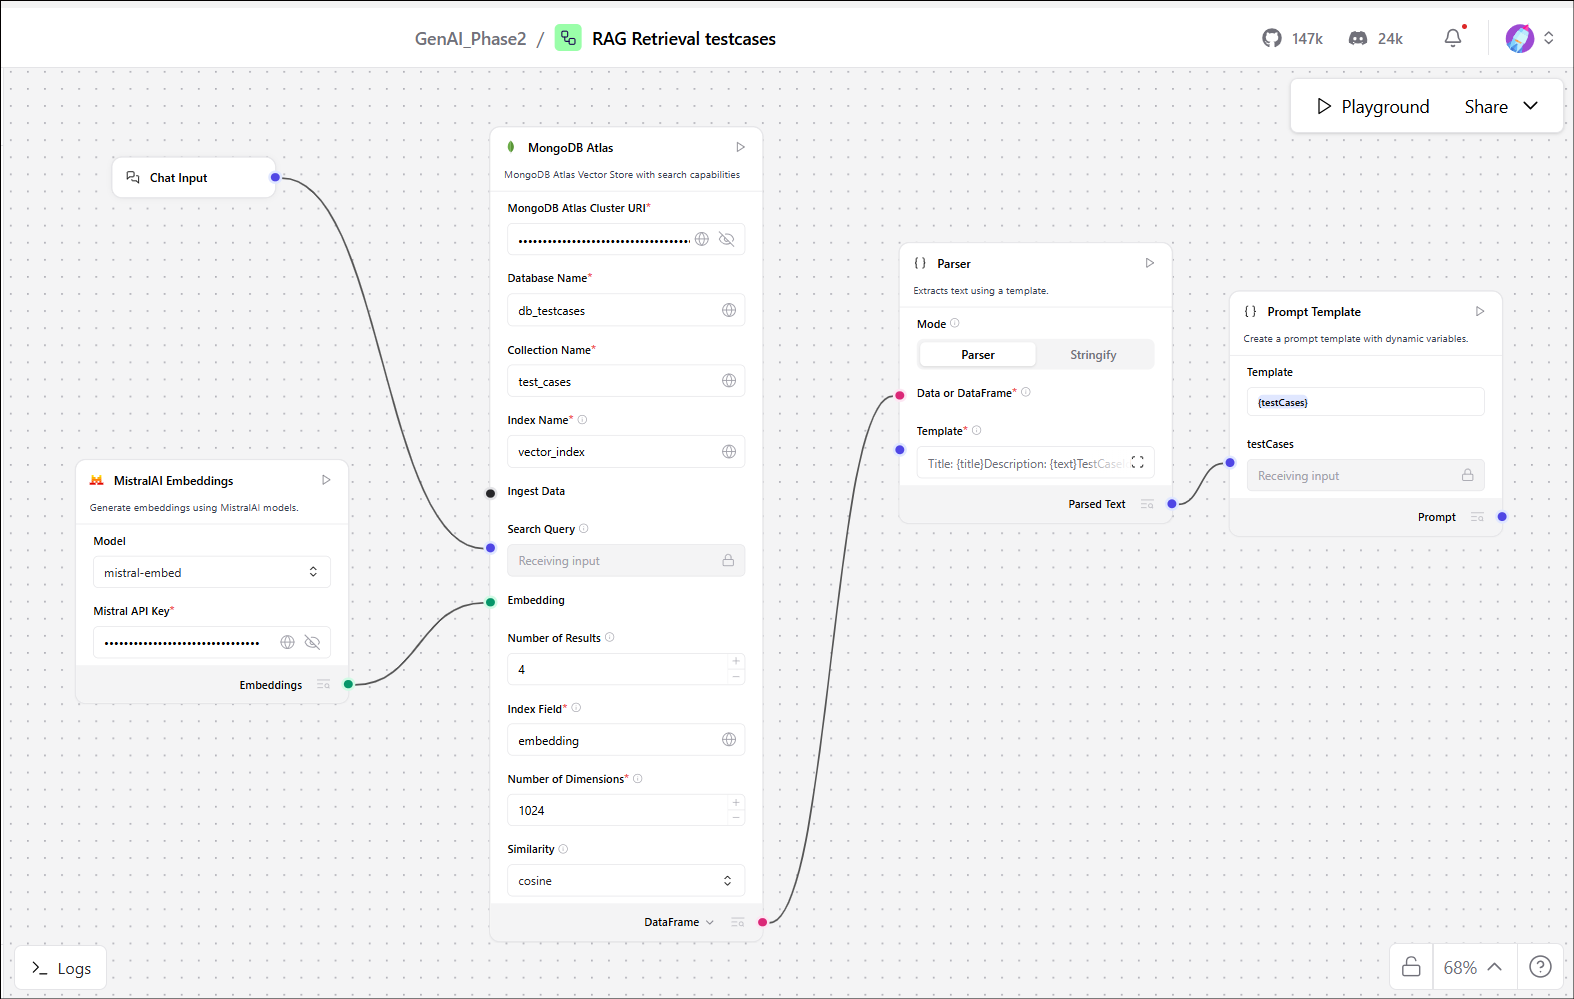 GenAI_Phase2 / RAG Retrieval testcases
147k
24k
Playground
Share
Chat Input
MongoDB Atlas
MongoDB Atlas Vector Store with search capabilities
MongoDB Atlas Cluster URI*
••••••••••••••••••••••••••••••••••••
Database Name*
db_testcases
Collection Name*
test_cases
Index Name*
vector_index
Ingest Data
Search Query
Receiving input
Embedding
Number of Results
4
Index Field*
embedding
Number of Dimensions*
1024
Similarity
cosine
DataFrame
MistralAI Embeddings
Generate embeddings using MistralAI models.
Model
mistral-embed
Mistral API Key*
••••••••••••••••••••••••••••••••
Embeddings
Parser
Extracts text using a template.
Mode
Parser
Stringify
Data or DataFrame*
Template*
Title: {title}Description: {text}TestCase
Parsed Text
Prompt Template
Create a prompt template with dynamic variables.
Template
{testCases}
testCases
Receiving input
Prompt
Logs
68%